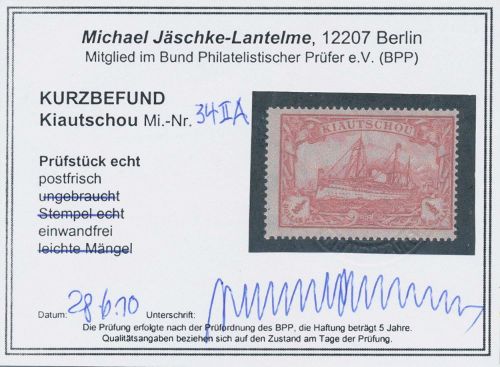 Michael Jäschke-Lantelme, 12207 Berlin
Mitglied im Bund Philatelistischer Prüfer e.V. (BPP)
KURZBEFUND
Kiautschou Mi.-Nr. 34 II A
KIAUTSCHOU
Prüfstück echt
postfrisch
ungebraucht
Stempel echt
einwandfrei
leichte Mängel
Datum: 28.6.10 Unterschrift:
Die Prüfung erfolgte nach der Prüfordnung des BPP, die Haftung beträgt 5 Jahre.
Qualitätsangaben beziehen sich auf den Zustand am Tage der Prüfung.